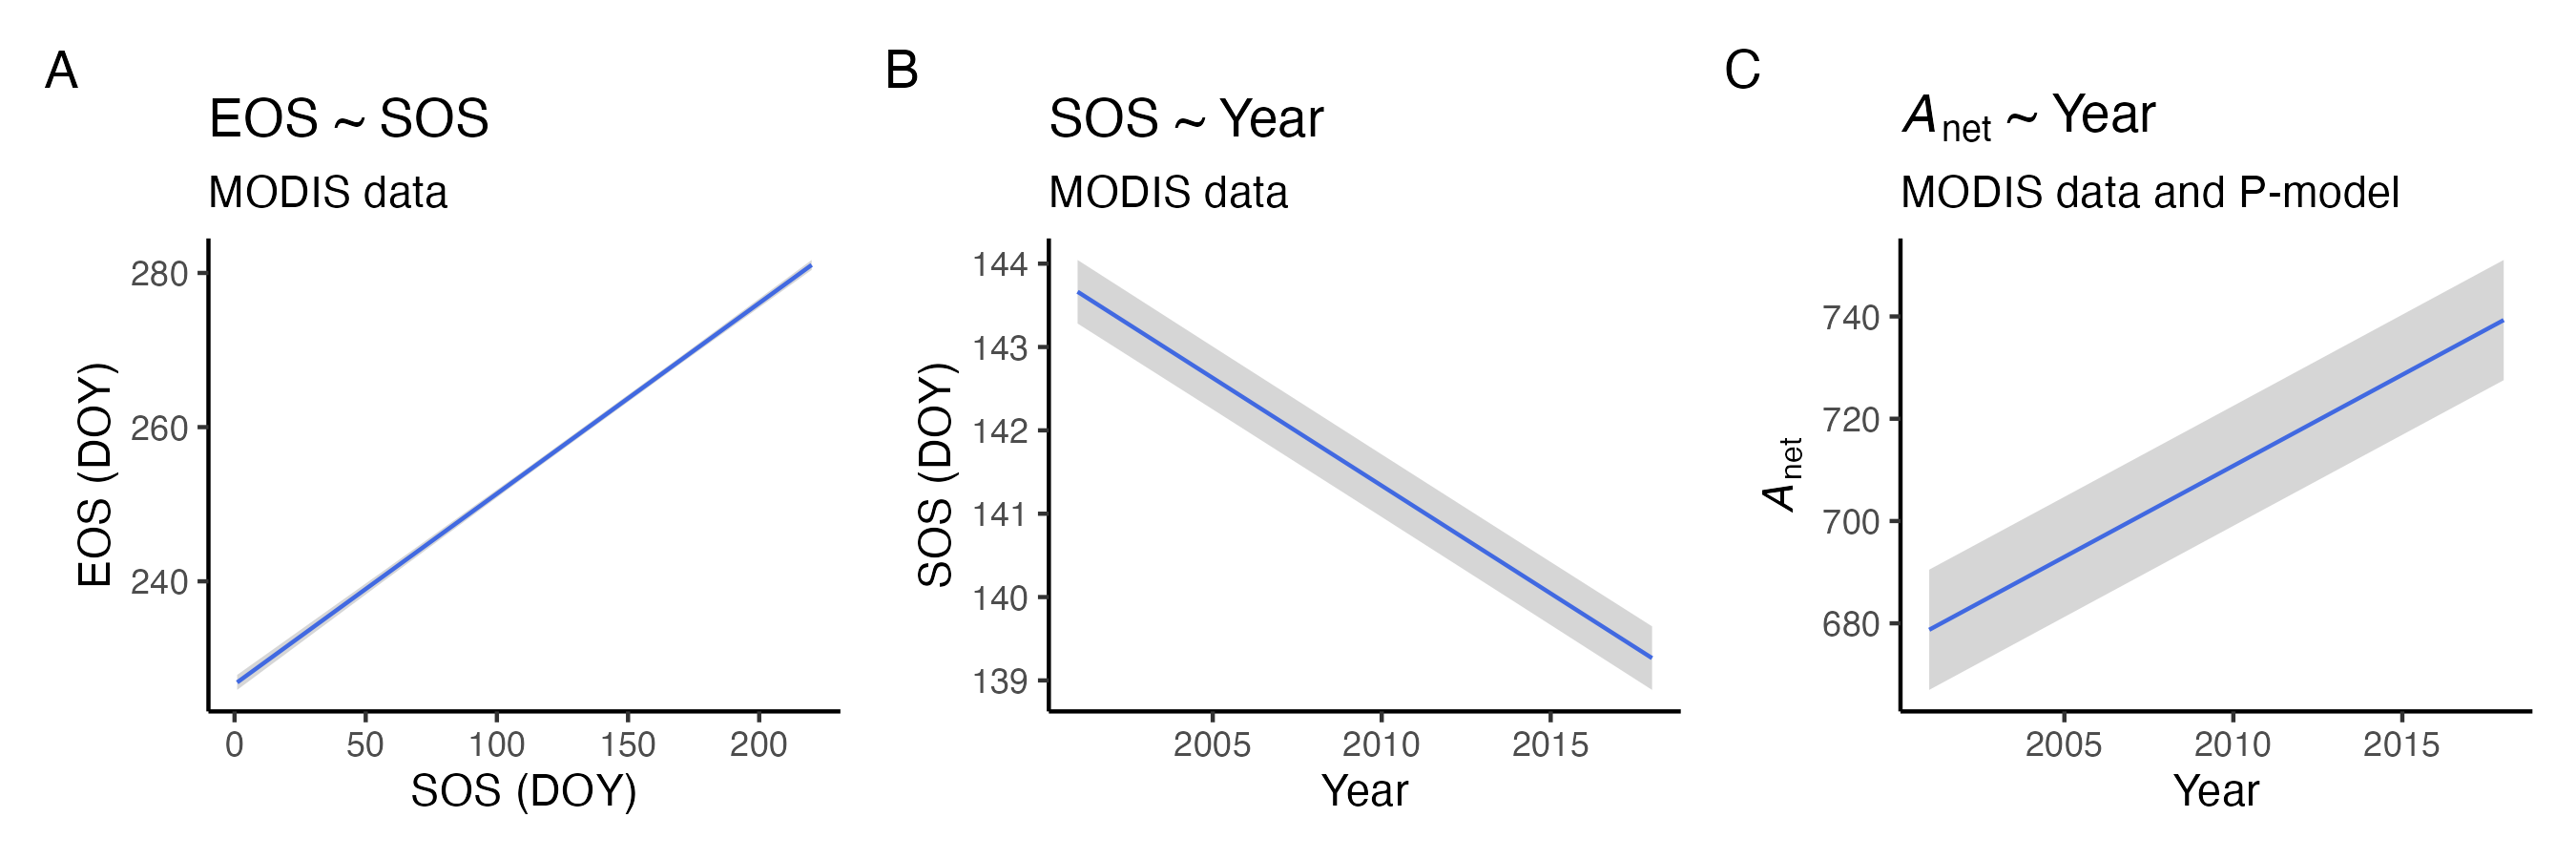 A
EOS ~ SOS
MODIS data
EOS (DOY)
280
260
240
0 50 100 150 200
SOS (DOY)
B
SOS ~ Year
MODIS data
SOS (DOY)
144
143
142
141
140
139
2005 2010 2015
Year
C
Anet ~ Year
MODIS data and P-model
Anet
740
720
700
680
2005 2010 2015
Year